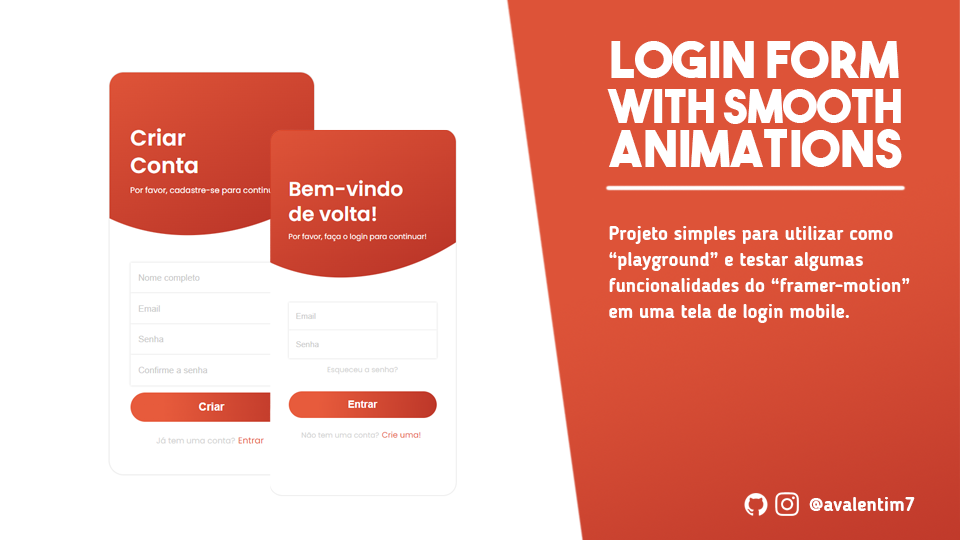 Criar
Conta
Por favor, cadastre-se para contin
Nome completo
Email
Senha
Confirme a senha
Criar
Já tem uma conta? Entrar
Bem-vindo
de volta!
Por favor, faça o login para continuar!
Email
Senha
Esqueceu a senha?
Entrar
Não tem uma conta? Crie uma!
LOGIN FORM
WITH SMOOTH
ANIMATIONS
Projeto simples para utilizar como
“playground” e testar algumas
funcionalidades do “framer-motion”
em uma tela de login mobile.
@avalentim7